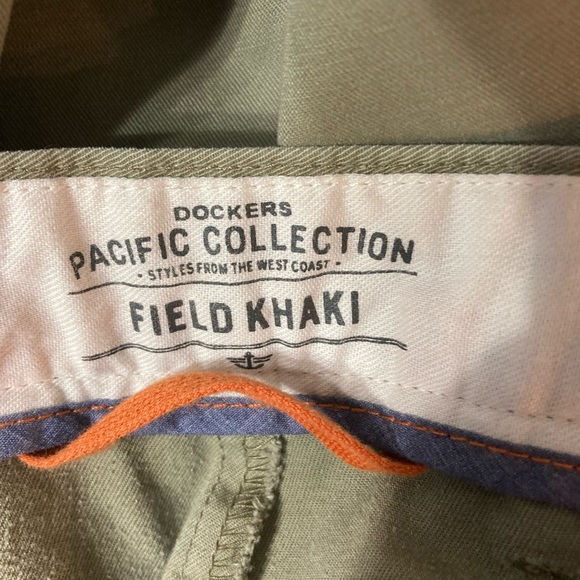 DOCKERS
PACIFIC COLLECTION
- STYLES FROM THE WEST COAST -
FIELD KHAKI